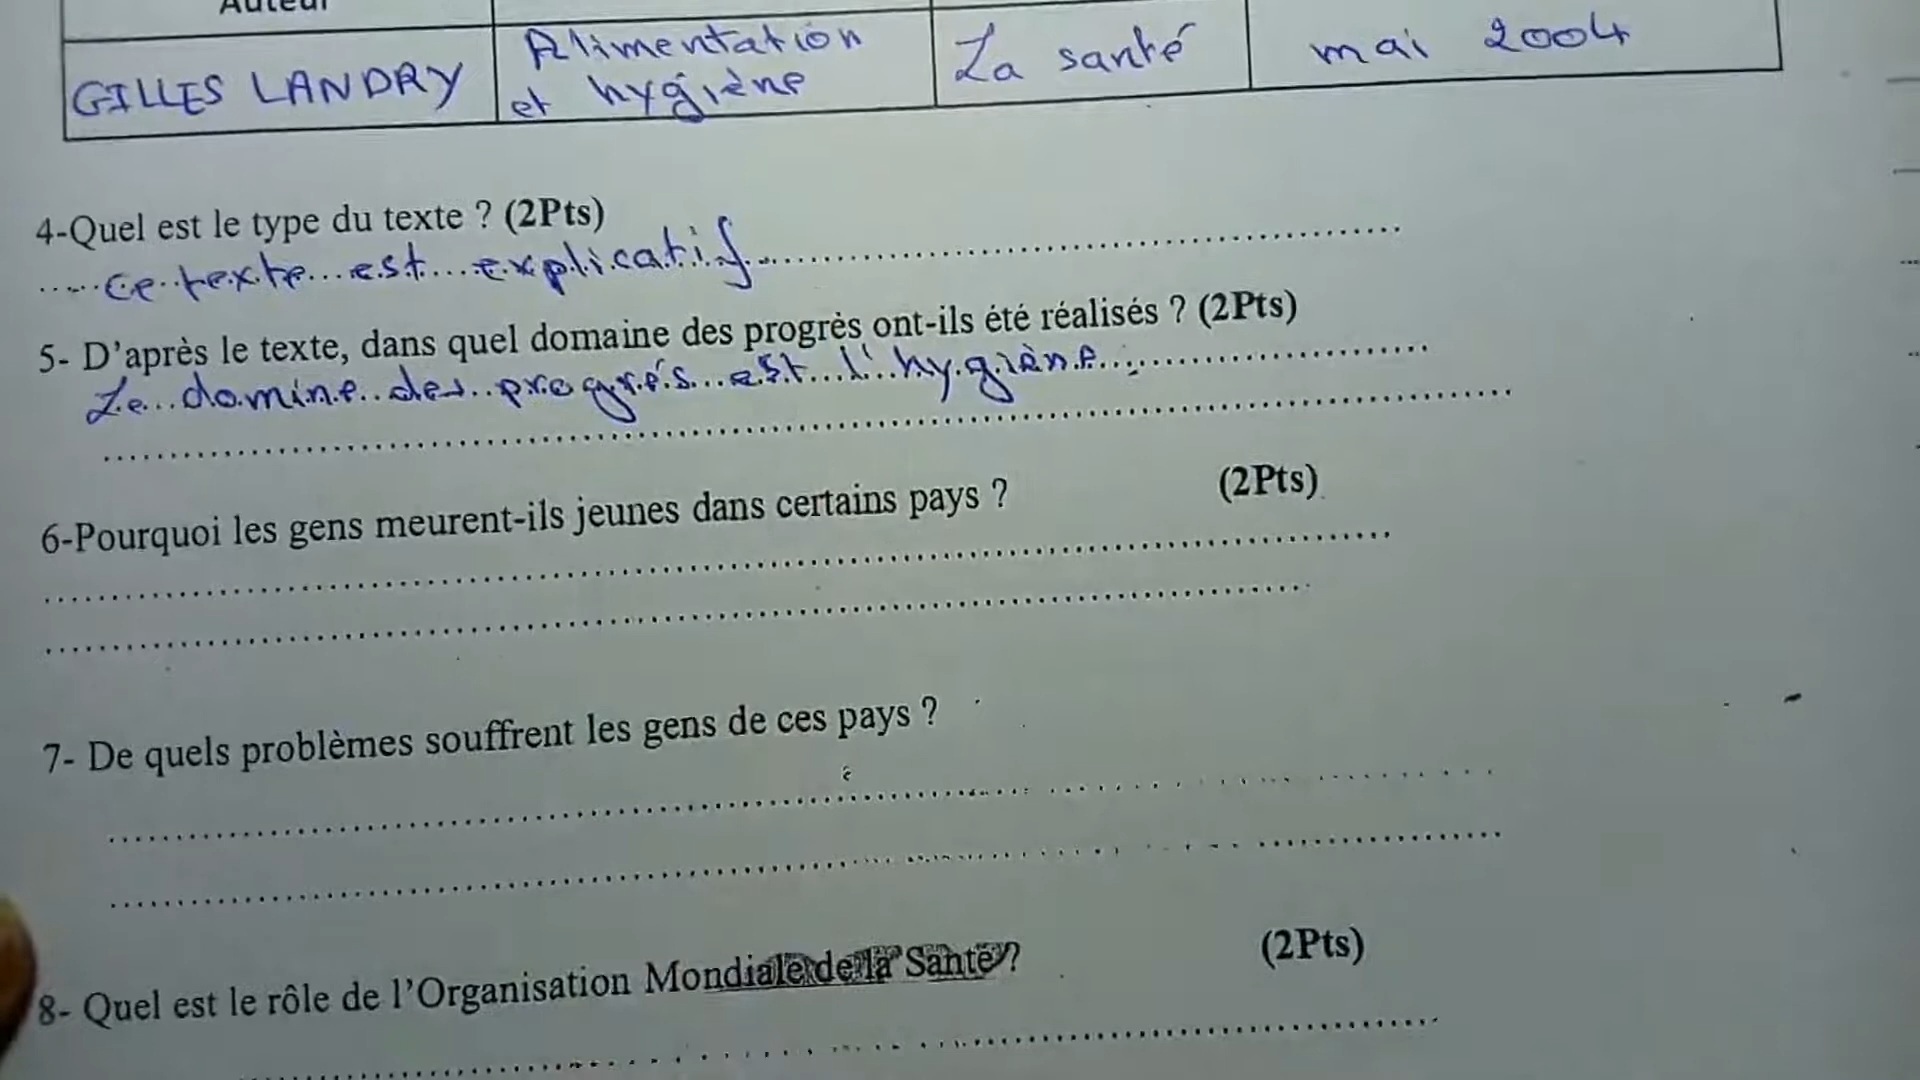 Auteur
GILLES LANDRY
Alimentation
et hygiène
La santé
mai 2004
4-Quel est le type du texte ? (2Pts)
Ce texte est explicatif
5- D'après le texte, dans quel domaine des progrès ont-ils été réalisés ? (2Pts)
Le domine des progrés est l'hygiène
6-Pourquoi les gens meurent-ils jeunes dans certains pays ? (2Pts)
7- De quels problèmes souffrent les gens de ces pays ?
8- Quel est le rôle de l'Organisation Mondiale de la Santé ? (2Pts)